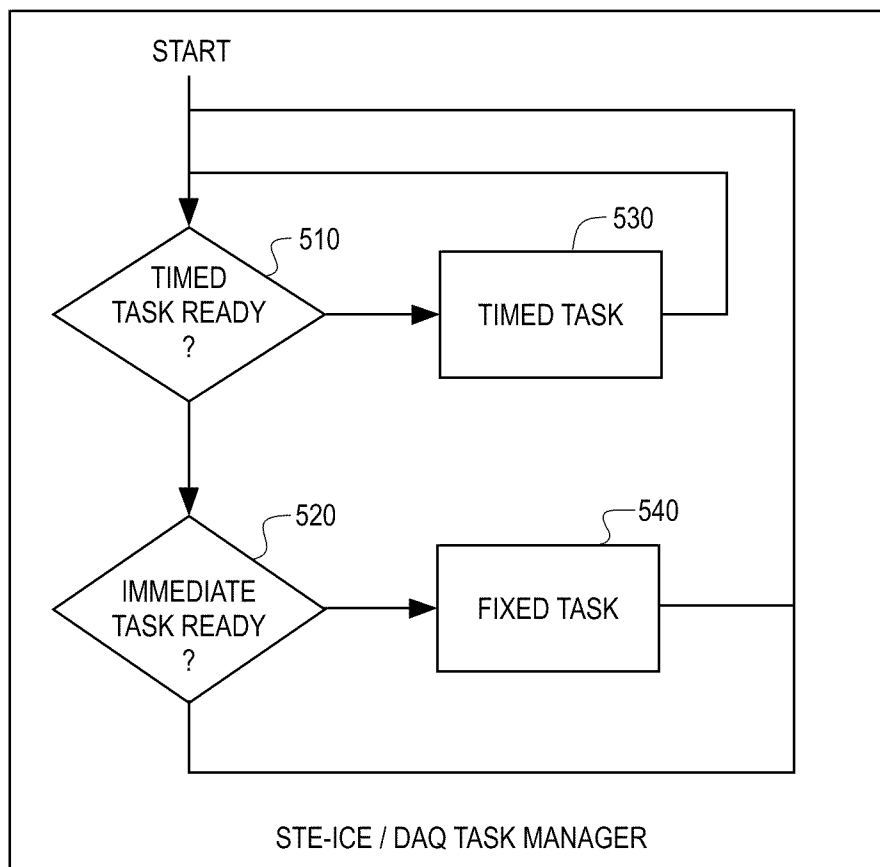 START
510
TIMED
TASK READY
?
530
TIMED TASK
520
IMMEDIATE
TASK READY
?
540
FIXED TASK
STE-ICE / DAQ TASK MANAGER